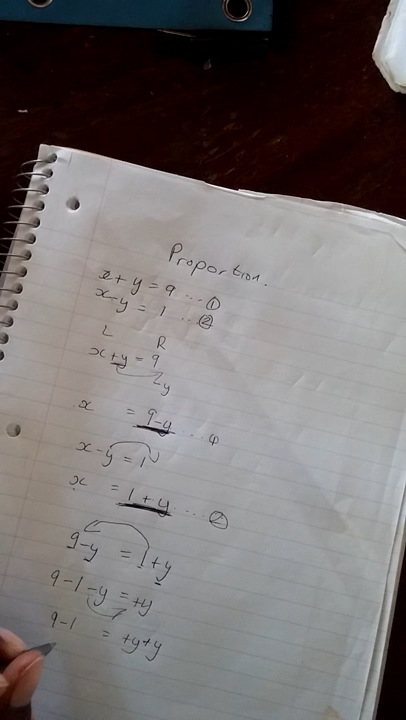 Proportion.
x+y = 9 ... ①
x-y = 1 ... ②
L R
x+y = 9
-y
x = 9-y ... ①
x-y = 1
x = 1+y ... ②
9-y = 1+y
9-1-y = +y
9-1 = +y+y